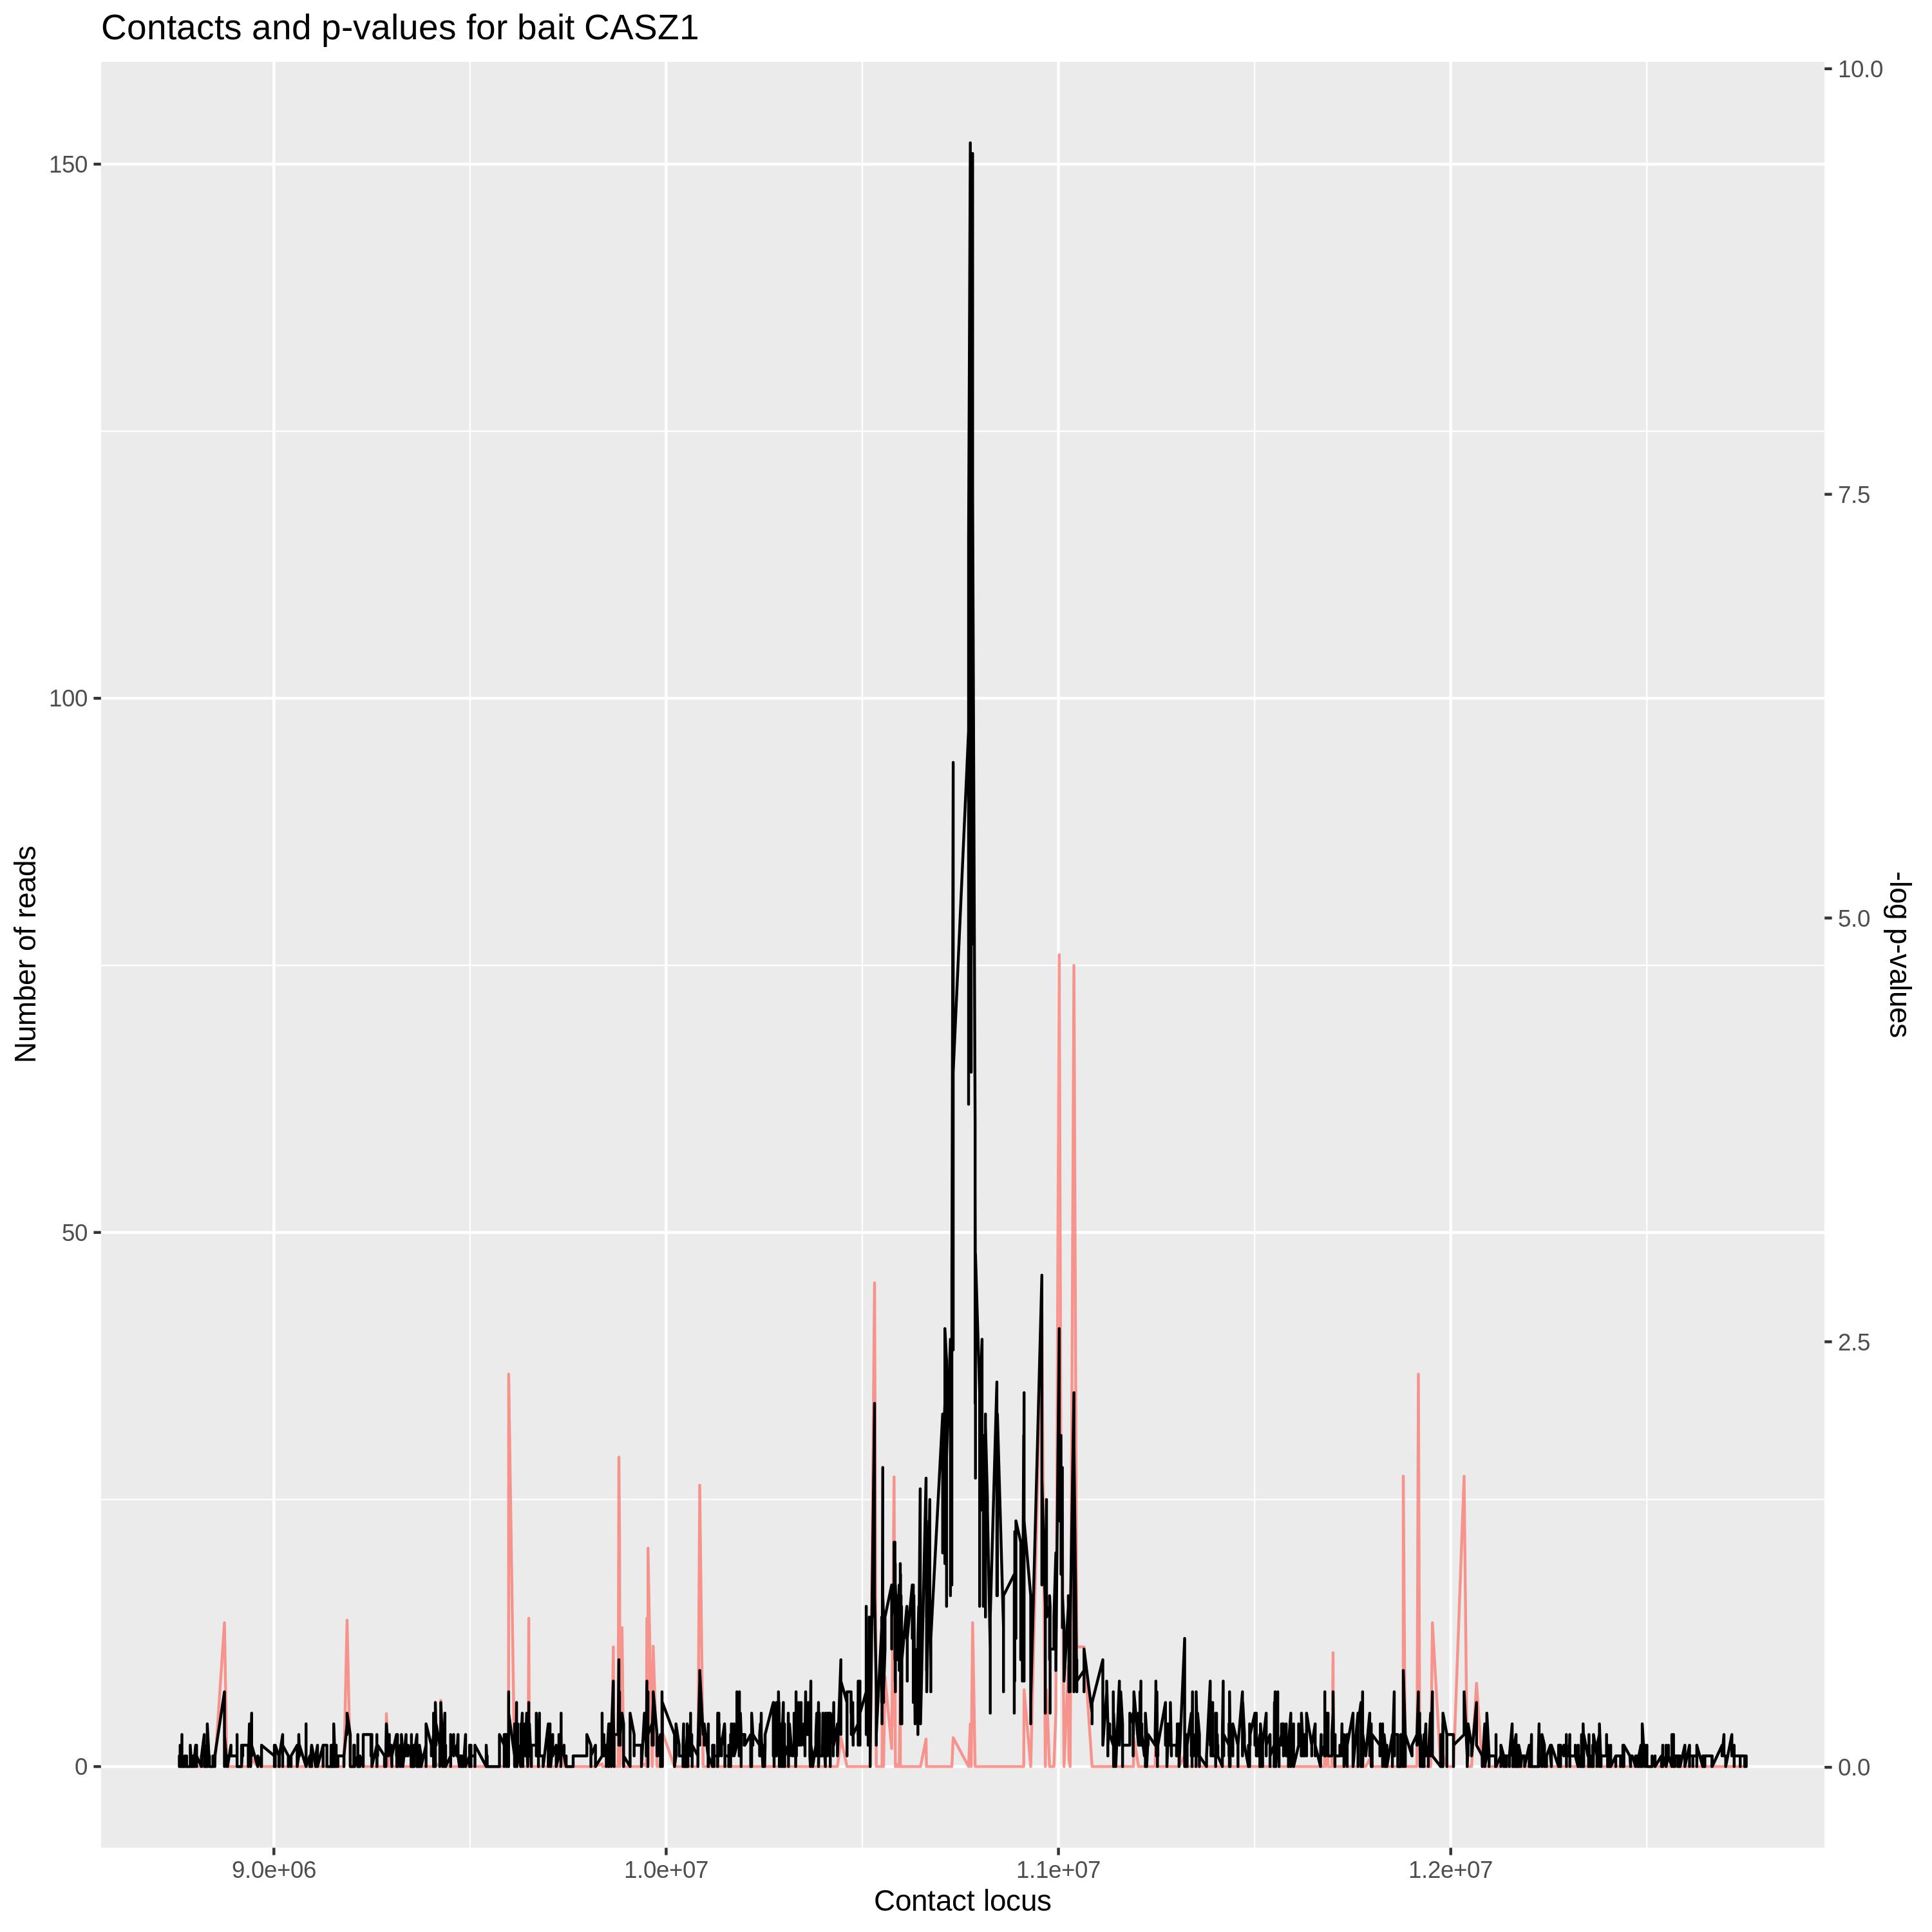 Contacts and p-values for bait CASZ1
150
100
50
0
Number of reads
10.0
7.5
5.0
2.5
0.0
-log p-values
9.0e+06
1.0e+07
1.1e+07
1.2e+07
Contact locus